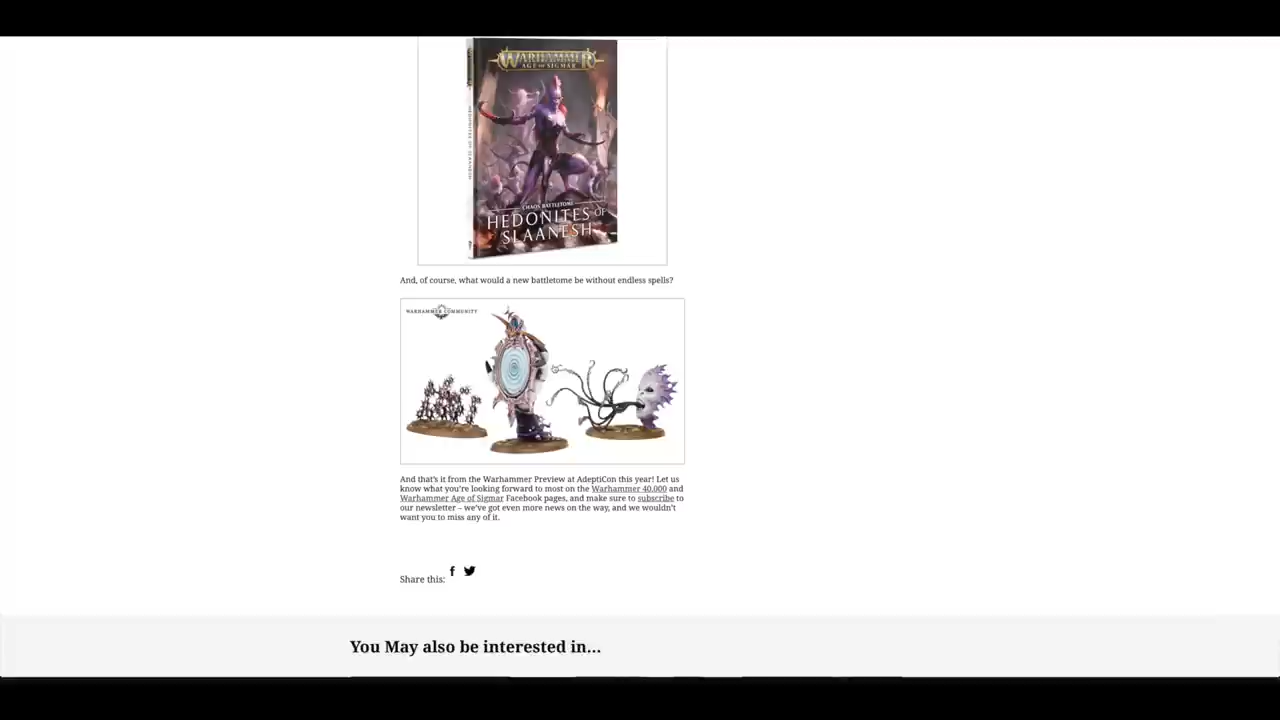 WARHAMMER
AGE OF SIGMAR
HEDONITES OF SLAANESH
CHAOS BATTLETOME
HEDONITES OF
SLAANESH
And, of course, what would a new battletome be without endless spells?
WARHAMMER COMMUNITY
And that's it from the Warhammer Preview at AdeptiCon this year! Let us
know what you're looking forward to most on the Warhammer 40,000 and
Warhammer Age of Sigmar Facebook pages, and make sure to subscribe to
our newsletter – we've got even more news on the way, and we wouldn't
want you to miss any of it.
Share this:
You May also be interested in...